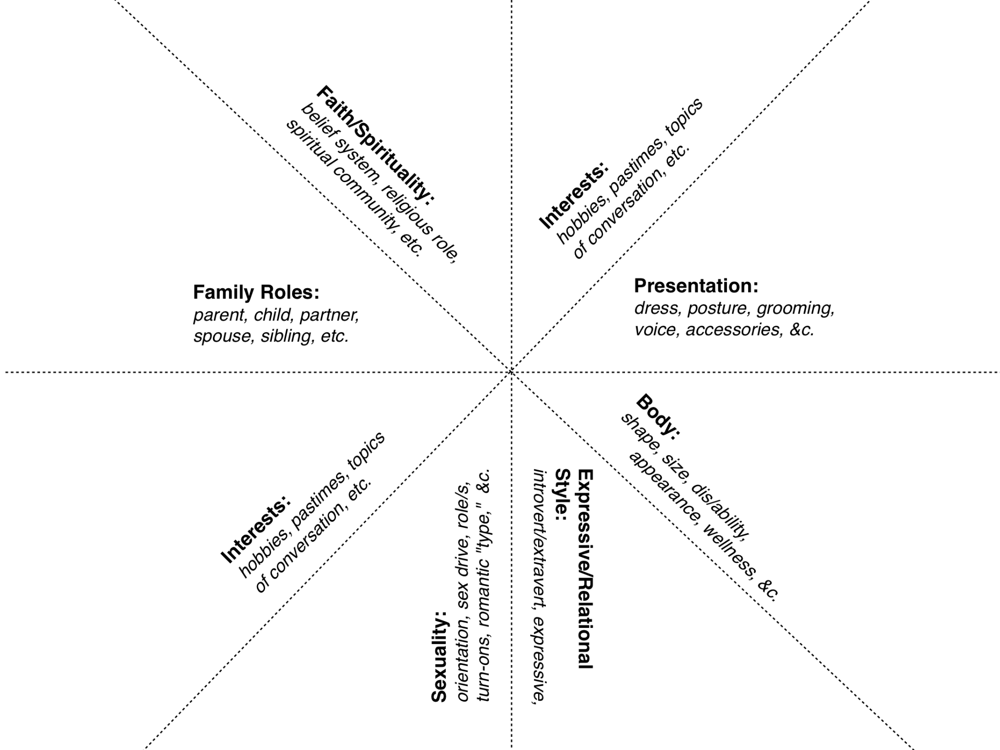 Faith/Spirituality:
belief system, religious role,
spiritual community, etc.
Interests:
hobbies, pastimes, topics
of conversation, etc.
Family Roles:
parent, child, partner,
spouse, sibling, etc.
Presentation:
dress, posture, grooming,
voice, accessories, &c.
Interests:
hobbies, pastimes, topics
of conversation, etc.
Sexuality:
orientation, sex drive, role/s,
turn-ons, romantic "type," &c.
Expressive/Relational
Style:
introvert/extravert, expressive,
Body:
shape, size, dis/ability,
appearance, wellness, &c.